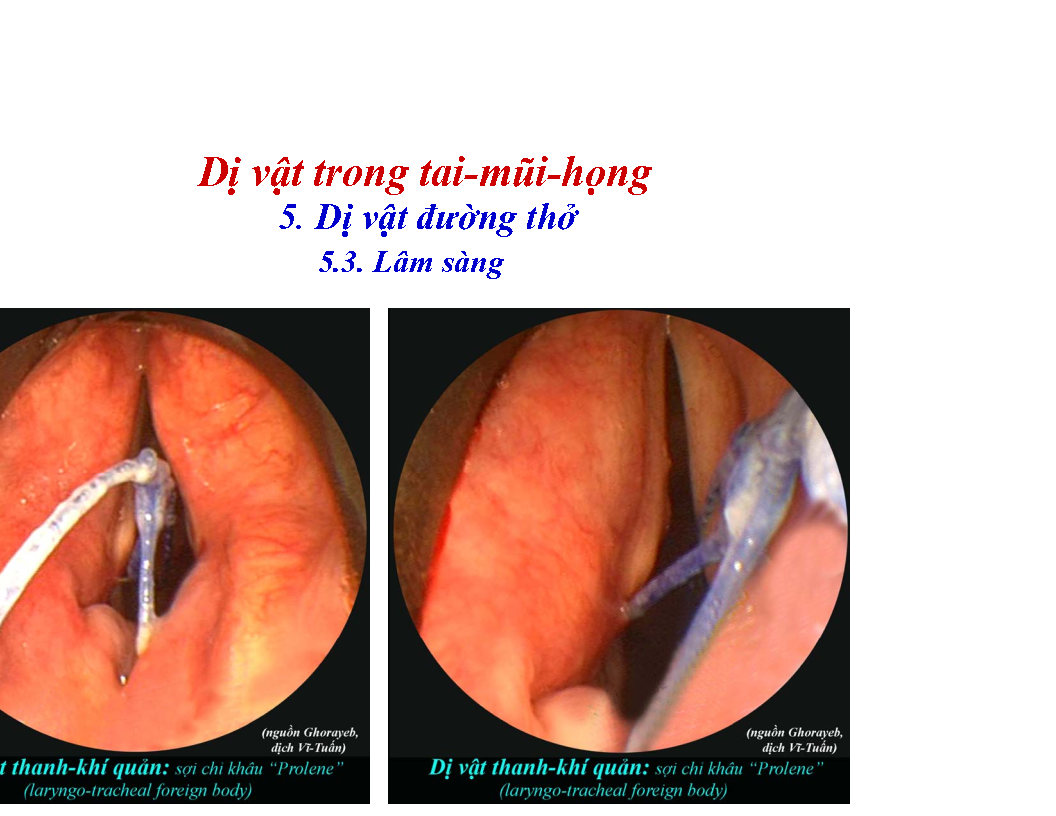 Dị vật trong tai-mũi-họng
5. Dị vật đường thở
5.3. Lâm sàng
(nguồn Ghorayeb,
dịch Vĩ-Tuấn)
t thanh-khí quản: sợi chỉ khâu “Prolene”
(laryngo-tracheal foreign body)
(nguồn Ghorayeb,
dịch Vĩ-Tuấn)
Dị vật thanh-khí quản: sợi chỉ khâu “Prolene”
(laryngo-tracheal foreign body)